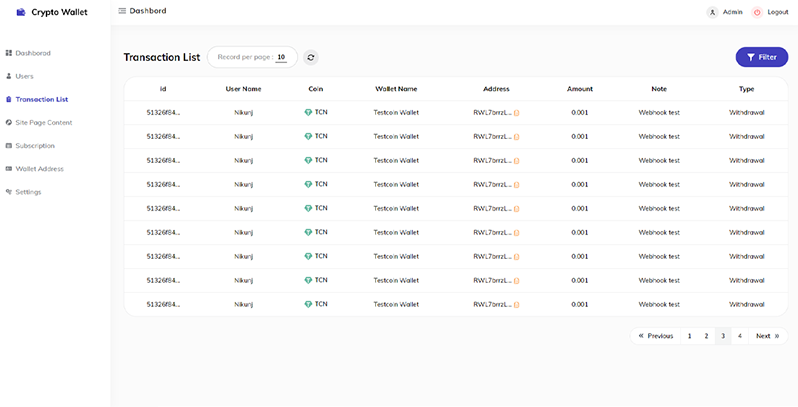 Crypto Wallet
Dashbord
Admin
Logout
Dashborad
Users
Transaction List
Site Page Content
Subscription
Wallet Address
Settings
Transaction List
Record per page : 10
Filter
id User Name Coin Wallet Name Address Amount Note Type
51326f84... Nikunj TCN Testcoin Wallet RWL7brrzL... 0.001 Webhook test Withdrawal
51326f84... Nikunj TCN Testcoin Wallet RWL7brrzL... 0.001 Webhook test Withdrawal
51326f84... Nikunj TCN Testcoin Wallet RWL7brrzL... 0.001 Webhook test Withdrawal
51326f84... Nikunj TCN Testcoin Wallet RWL7brrzL... 0.001 Webhook test Withdrawal
51326f84... Nikunj TCN Testcoin Wallet RWL7brrzL... 0.001 Webhook test Withdrawal
51326f84... Nikunj TCN Testcoin Wallet RWL7brrzL... 0.001 Webhook test Withdrawal
51326f84... Nikunj TCN Testcoin Wallet RWL7brrzL... 0.001 Webhook test Withdrawal
51326f84... Nikunj TCN Testcoin Wallet RWL7brrzL... 0.001 Webhook test Withdrawal
51326f84... Nikunj TCN Testcoin Wallet RWL7brrzL... 0.001 Webhook test Withdrawal
« Previous 1 2 3 4 Next »